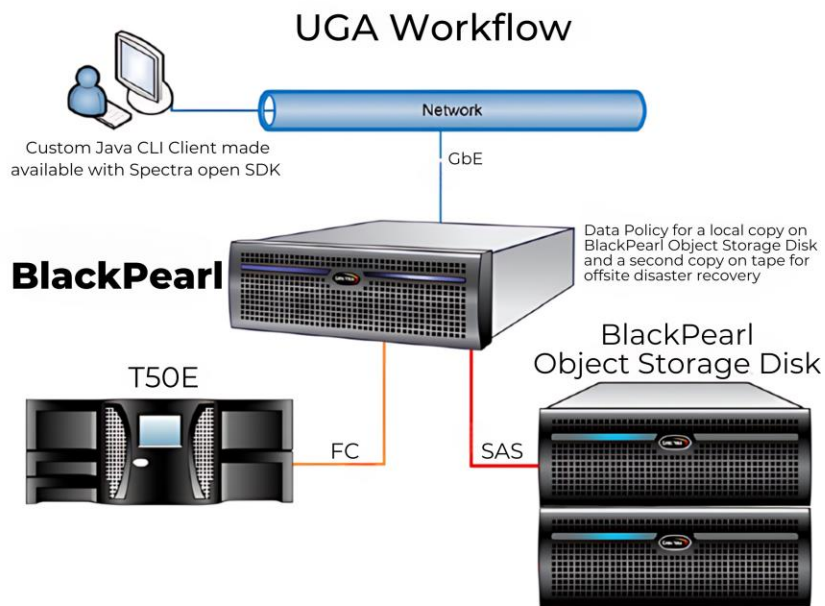 UGA Workflow
Network
Custom Java CLI Client made
available with Spectra open SDK
GbE
Data Policy for a local copy on
BlackPearl Object Storage Disk
and a second copy on tape for
offsite disaster recovery
BlackPearl
BlackPearl
Object Storage Disk
T50E
FC
SAS